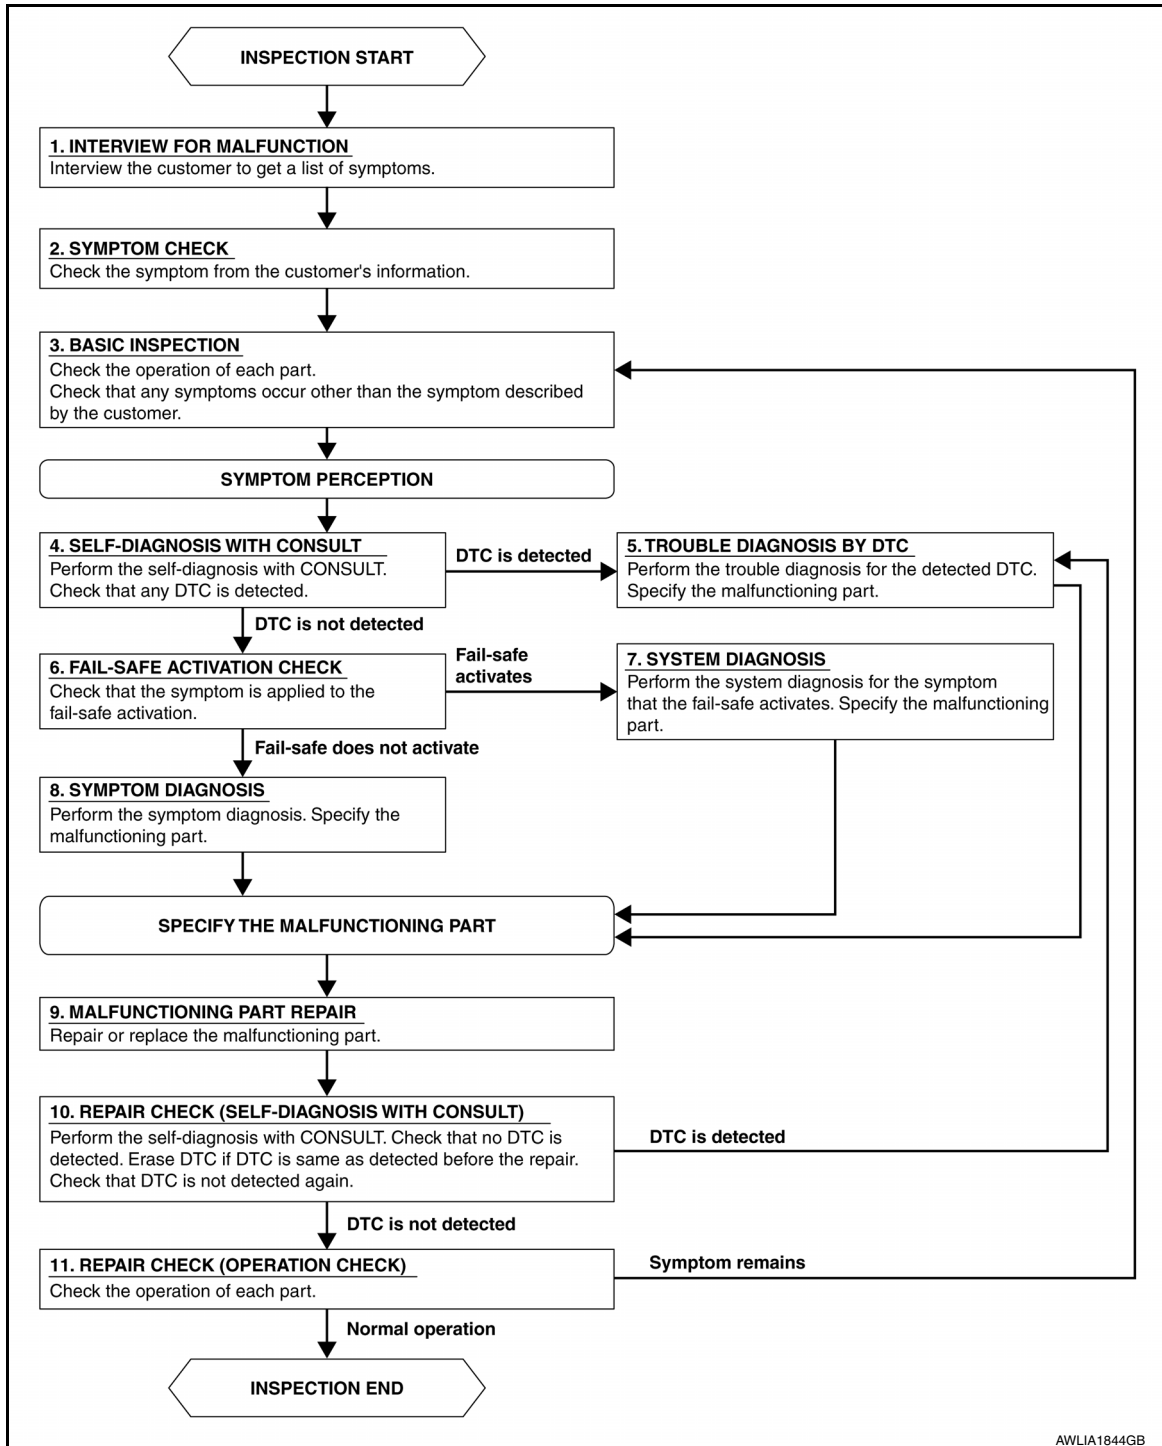 INSPECTION START
1. INTERVIEW FOR MALFUNCTION
Interview the customer to get a list of symptoms.
2. SYMPTOM CHECK
Check the symptom from the customer's information.
3. BASIC INSPECTION
Check the operation of each part.
Check that any symptoms occur other than the symptom described
by the customer.
SYMPTOM PERCEPTION
4. SELF-DIAGNOSIS WITH CONSULT
Perform the self-diagnosis with CONSULT.
Check that any DTC is detected.
DTC is detected
5. TROUBLE DIAGNOSIS BY DTC
Perform the trouble diagnosis for the detected DTC.
Specify the malfunctioning part.
DTC is not detected
6. FAIL-SAFE ACTIVATION CHECK
Check that the symptom is applied to the
fail-safe activation.
Fail-safe
activates
7. SYSTEM DIAGNOSIS
Perform the system diagnosis for the symptom
that the fail-safe activates. Specify the malfunctioning
part.
Fail-safe does not activate
8. SYMPTOM DIAGNOSIS
Perform the symptom diagnosis. Specify the
malfunctioning part.
SPECIFY THE MALFUNCTIONING PART
9. MALFUNCTIONING PART REPAIR
Repair or replace the malfunctioning part.
10. REPAIR CHECK (SELF-DIAGNOSIS WITH CONSULT)
Perform the self-diagnosis with CONSULT. Check that no DTC is
detected. Erase DTC if DTC is same as detected before the repair.
Check that DTC is not detected again.
DTC is detected
DTC is not detected
11. REPAIR CHECK (OPERATION CHECK)
Check the operation of each part.
Symptom remains
Normal operation
INSPECTION END
AWLIA1844GB